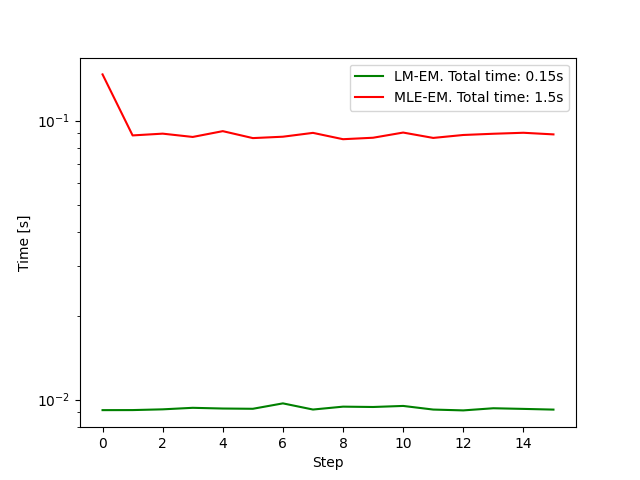 LM-EM. Total time: 0.15s
MLE-EM. Total time: 1.5s
10⁻¹
Time [s]
10⁻²
0 2 4 6 8 10 12 14
Step